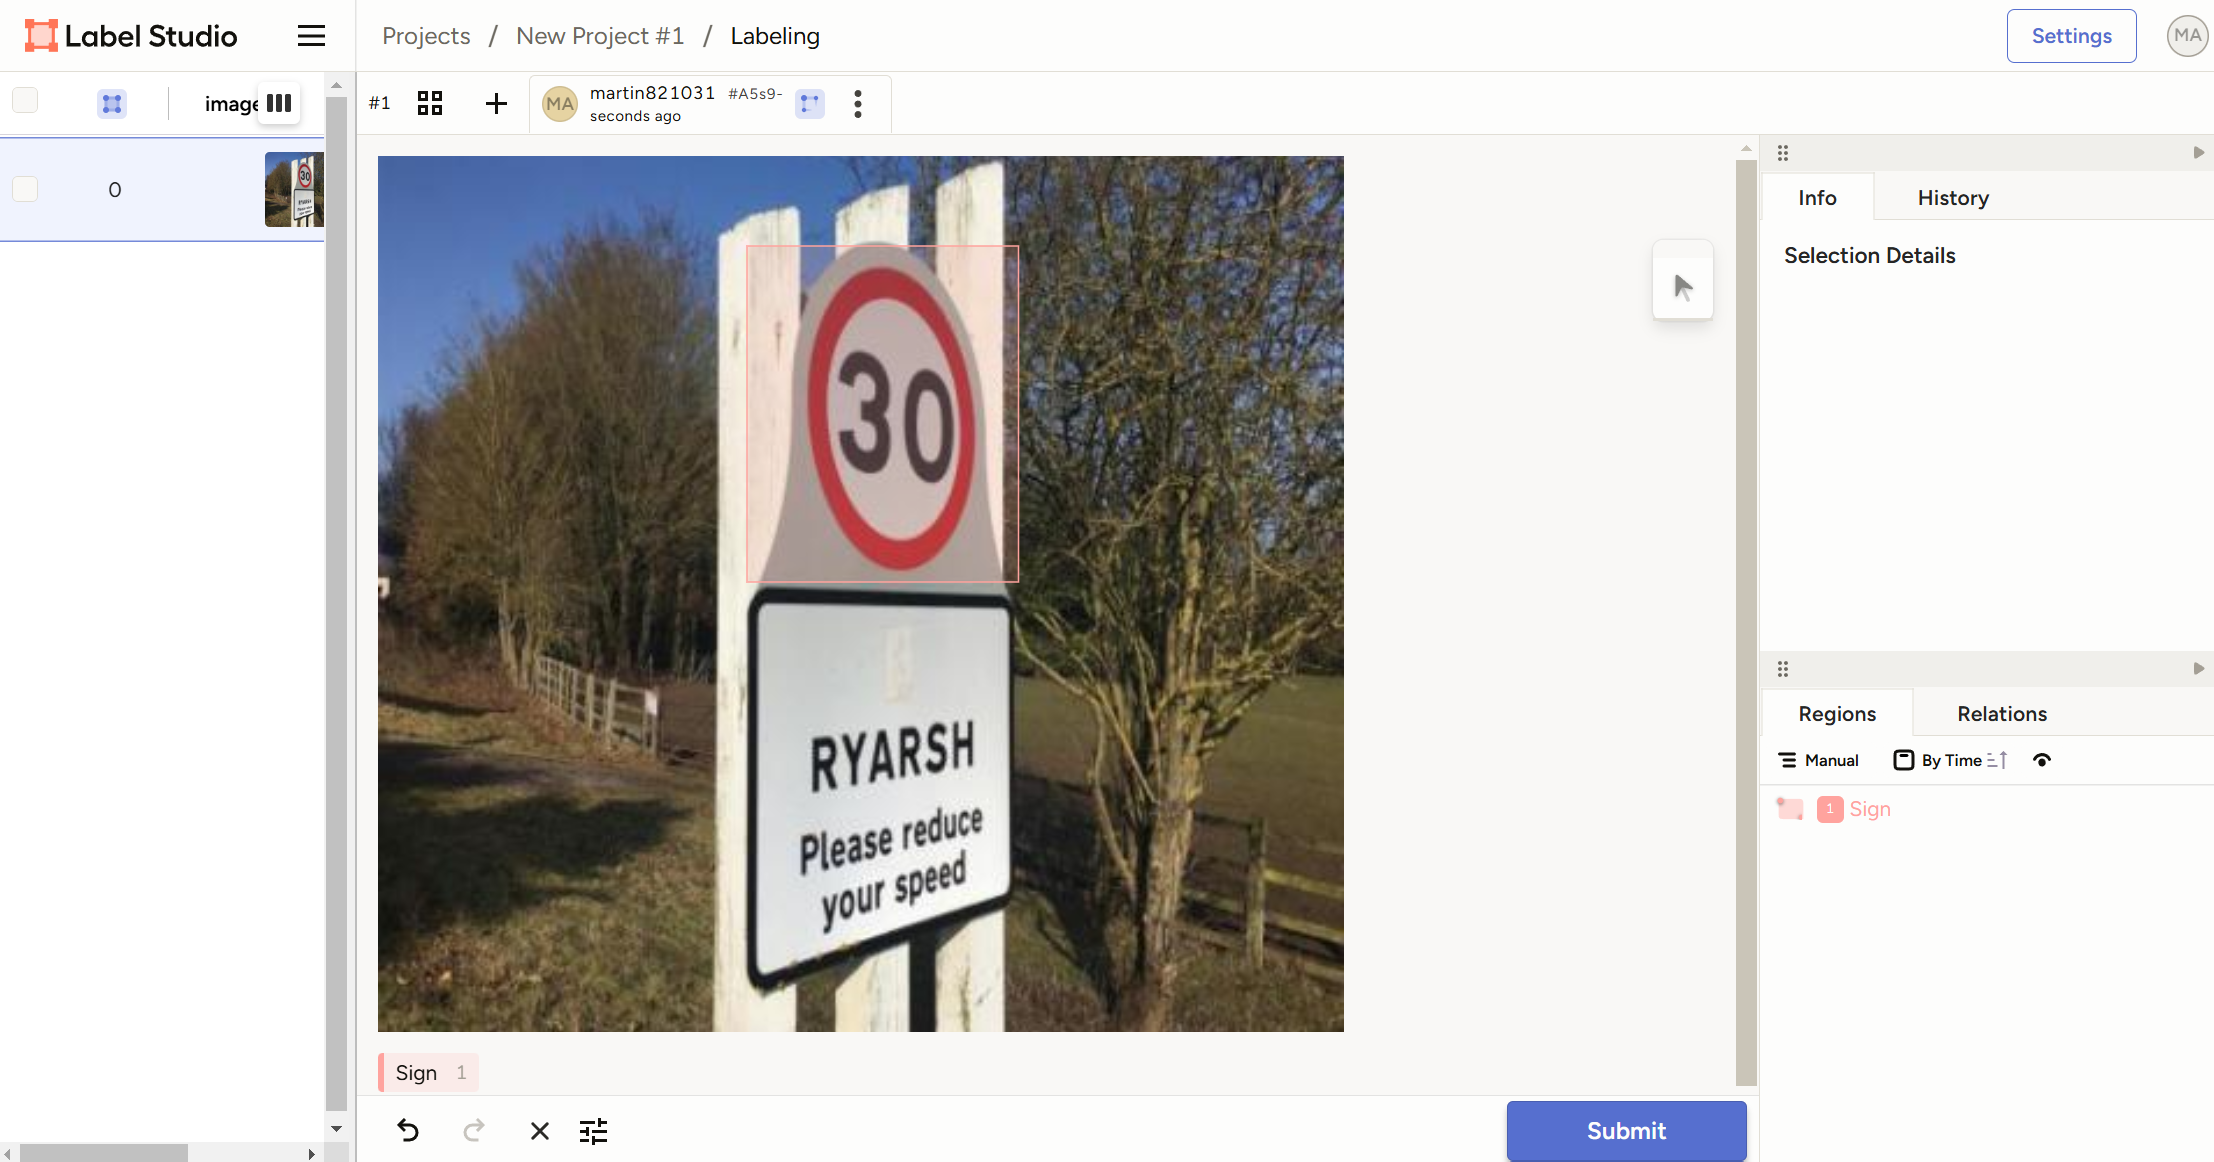 Label Studio
Projects / New Project #1 / Labeling
Settings
MA
image
#1
MA
martin821031 #A5s9-
seconds ago
0
30
RYARSH
Please reduce
your speed
Info
History
Selection Details
Regions
Relations
Manual
By Time
1 Sign
Sign 1
Submit